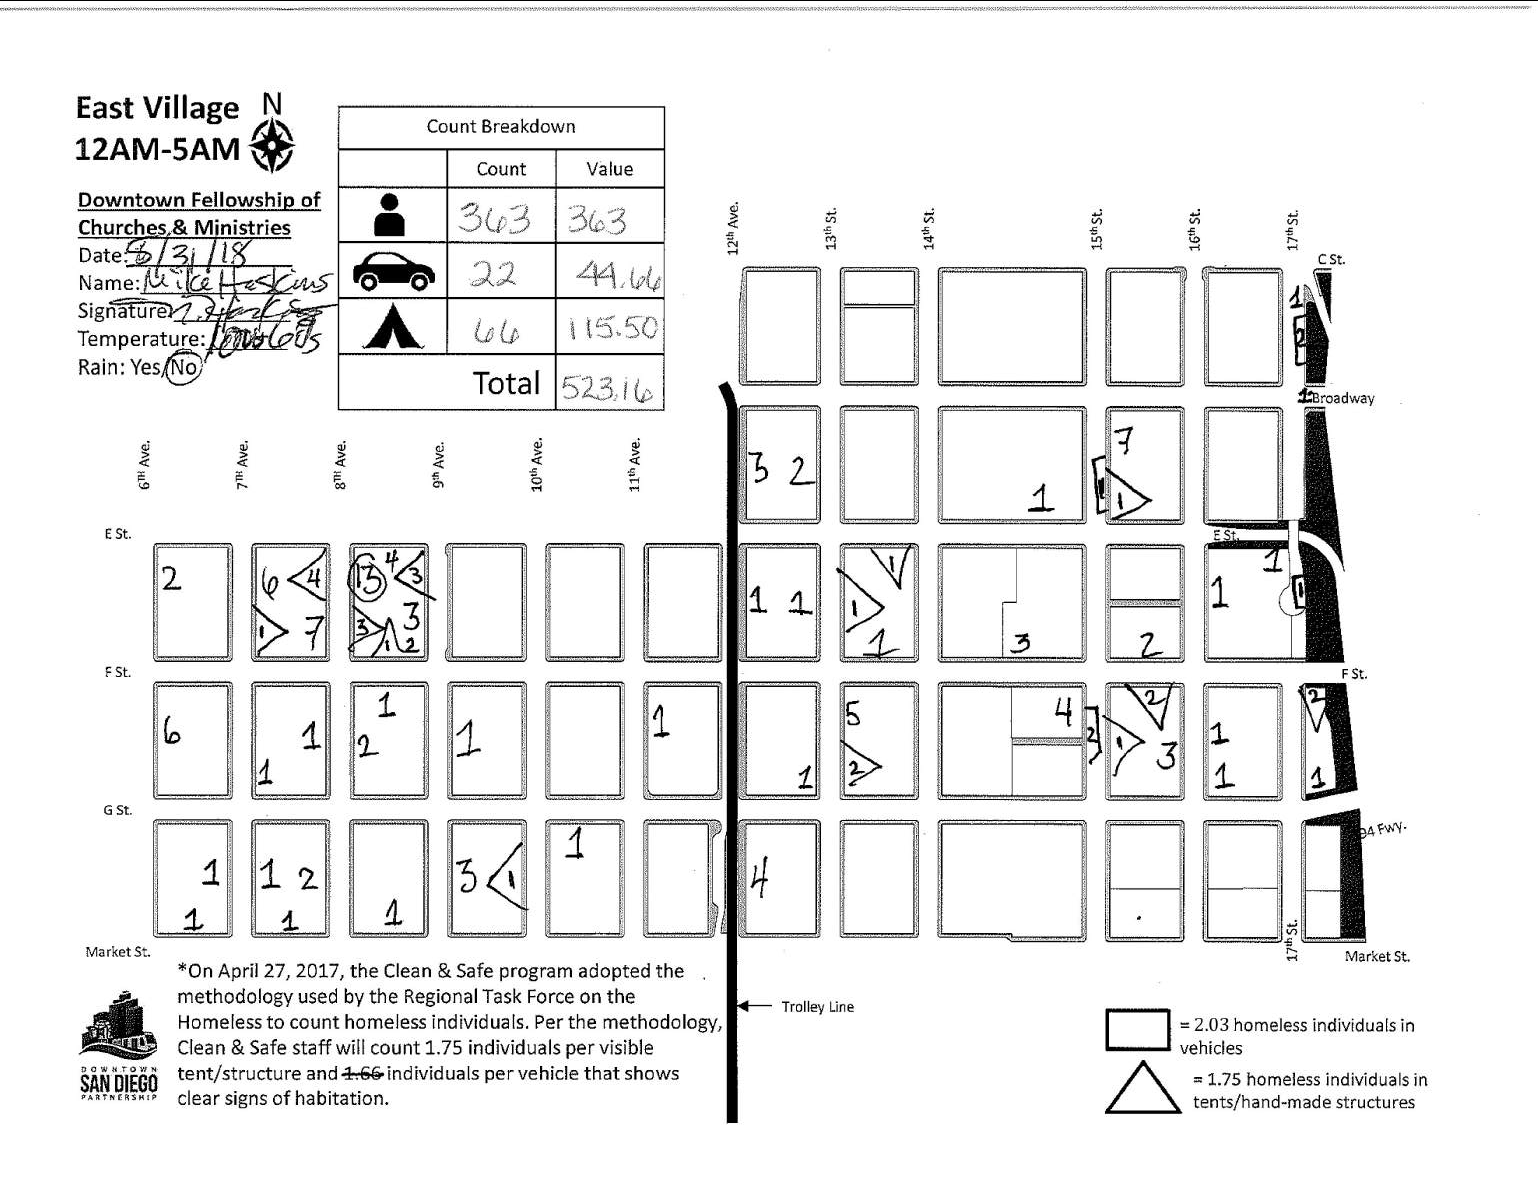 East Village N
12AM-5AM
Downtown Fellowship of
Churches & Ministries
Date: 8/31/18
Name: Mike Haskins
Signature:
Temperature: 60s
Rain: Yes/No
Count Breakdown
Count Value
363 363
22 44.66
66 115.50
Total 523.16
12th Ave.
13th St.
14th St.
15th St.
16th St.
17th St.
C St.
1
2
1 Broadway
6TH Ave.
7TH Ave.
8TH Ave.
9th Ave.
10th Ave.
11th Ave.
3 2
1
7
1
E St.
E St.
2
6 4
1 7
13 4 3
3 3
1 2
1 1
1 1
1
3
2
1
1
1
F St.
F St.
6
1
1
1
2
1
1
1
5
2
4
2
2
1 3
1
1
2
1
G St.
94 Fwy.
1
1
1 2
1
1
3 1
1
4
17th St.
Market St.
Market St.
*On April 27, 2017, the Clean & Safe program adopted the
methodology used by the Regional Task Force on the
Homeless to count homeless individuals. Per the methodology,
Clean & Safe staff will count 1.75 individuals per visible
tent/structure and 1.66 individuals per vehicle that shows
clear signs of habitation.
DOWNTOWN
SAN DIEGO
PARTNERSHIP
Trolley Line
= 2.03 homeless individuals in
vehicles
= 1.75 homeless individuals in
tents/hand-made structures